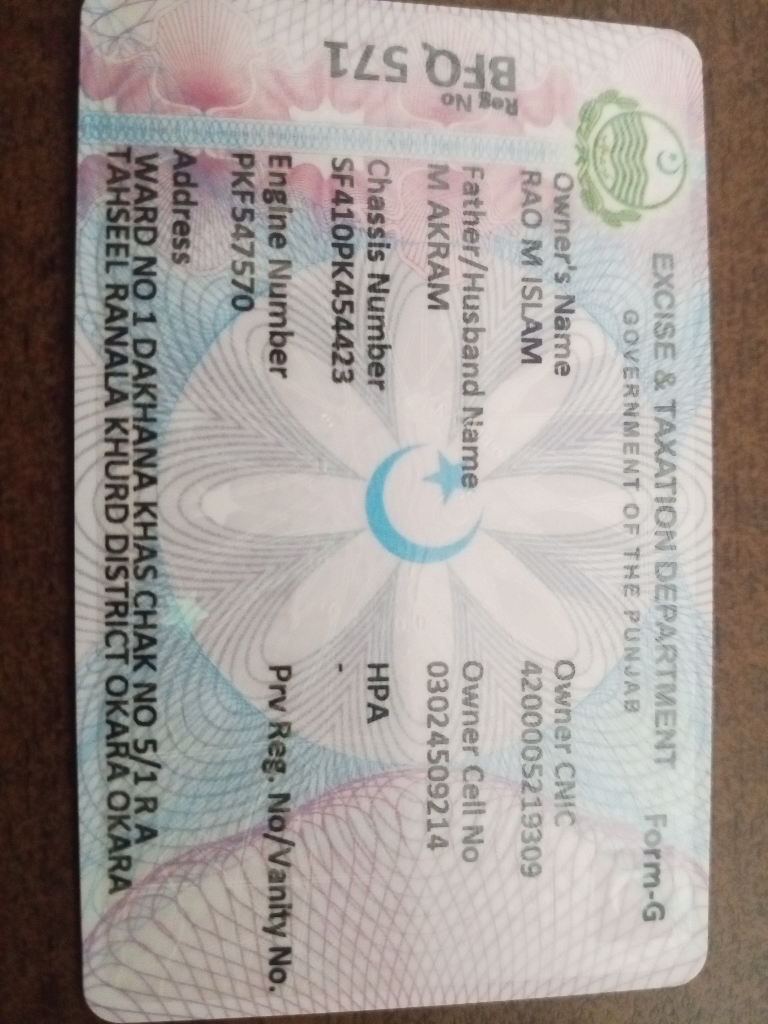 EXCISE & TAXATION DEPARTMENT Form-G
GOVERNMENT OF THE PUNJAB
Reg No
BFQ 571
Owner's Name Owner CNIC
RAO M ISLAM 4200005219309
Father/Husband Name Owner Cell No
M AKRAM 03024509214
Chassis Number HPA
SF410PK454423 -
Engine Number Prv Reg. No/Vanity No.
PKF547570
Address
WARD NO 1 DAKHANA KHAS CHAK NO 5/1 R A
TAHSEEL RANALA KHURD DISTRICT OKARA OKARA